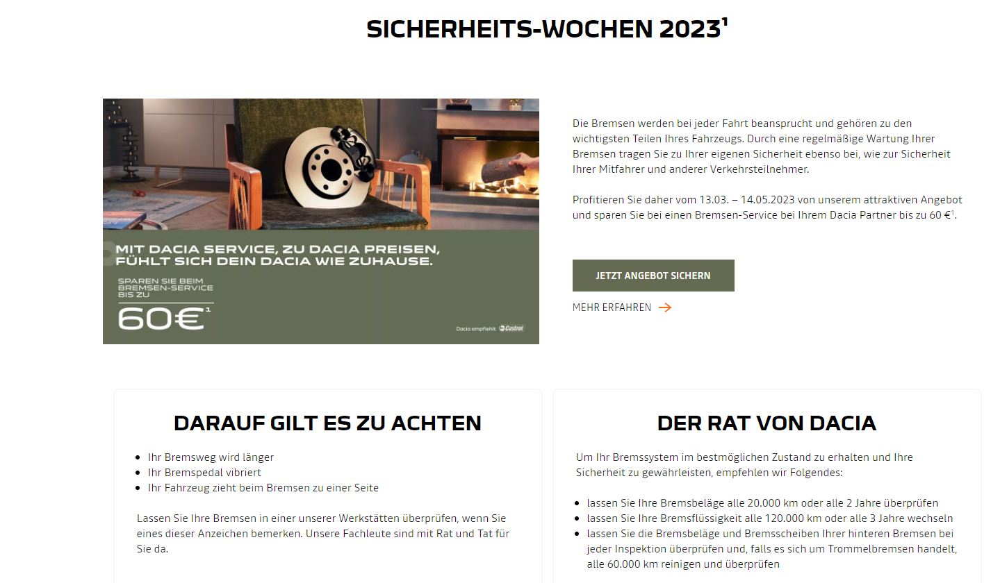 SICHERHEITS-WOCHEN 2023¹
MIT DACIA SERVICE, ZU DACIA PREISEN,
FÜHLT SICH DEIN DACIA WIE ZUHAUSE.
SPAREN SIE BEIM
BREMSEN-SERVICE
BIS ZU
60€¹
Dacia empfiehlt Castrol
Die Bremsen werden bei jeder Fahrt beansprucht und gehören zu den
wichtigsten Teilen Ihres Fahrzeugs. Durch eine regelmäßige Wartung Ihrer
Bremsen tragen Sie zu Ihrer eigenen Sicherheit ebenso bei, wie zur Sicherheit
Ihrer Mitfahrer und anderer Verkehrsteilnehmer.
Profitieren Sie daher vom 13.03. – 14.05.2023 von unserem attraktiven Angebot
und sparen Sie bei einen Bremsen-Service bei Ihrem Dacia Partner bis zu 60 €¹.
JETZT ANGEBOT SICHERN
MEHR ERFAHREN
DARAUF GILT ES ZU ACHTEN
• Ihr Bremsweg wird länger
• Ihr Bremspedal vibriert
• Ihr Fahrzeug zieht beim Bremsen zu einer Seite
Lassen Sie Ihre Bremsen in einer unserer Werkstätten überprüfen, wenn Sie
eines dieser Anzeichen bemerken. Unsere Fachleute sind mit Rat und Tat für
Sie da.
DER RAT VON DACIA
Um Ihr Bremssystem im bestmöglichen Zustand zu erhalten und Ihre
Sicherheit zu gewährleisten, empfehlen wir Folgendes:
• lassen Sie Ihre Bremsbeläge alle 20.000 km oder alle 2 Jahre überprüfen
• lassen Sie Ihre Bremsflüssigkeit alle 120.000 km oder alle 3 Jahre wechseln
• lassen Sie die Bremsbeläge und Bremsscheiben Ihrer hinteren Bremsen bei
jeder Inspektion überprüfen und, falls es sich um Trommelbremsen handelt,
alle 60.000 km reinigen und überprüfen